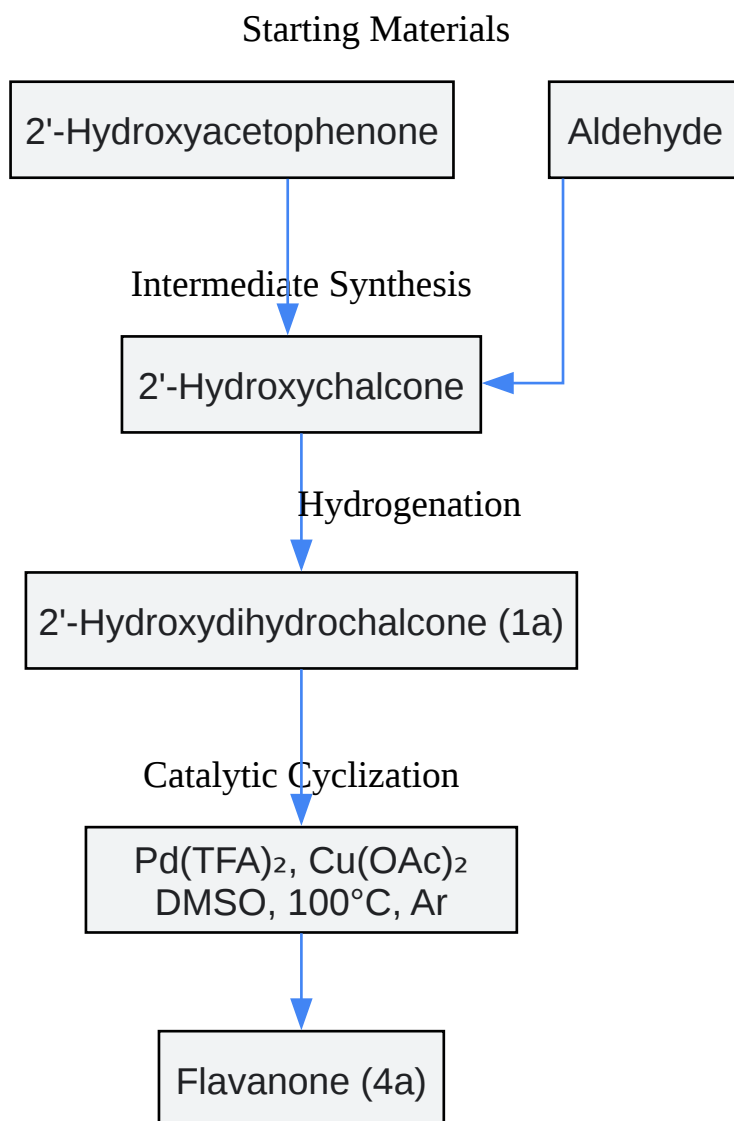 Starting Materials
2'-Hydroxyacetophenone
Aldehyde
Intermediate Synthesis
2'-Hydroxychalcone
Hydrogenation
2'-Hydroxydihydrochalcone (1a)
Catalytic Cyclization
Pd(TFA)₂, Cu(OAc)₂
DMSO, 100°C, Ar
Flavanone (4a)